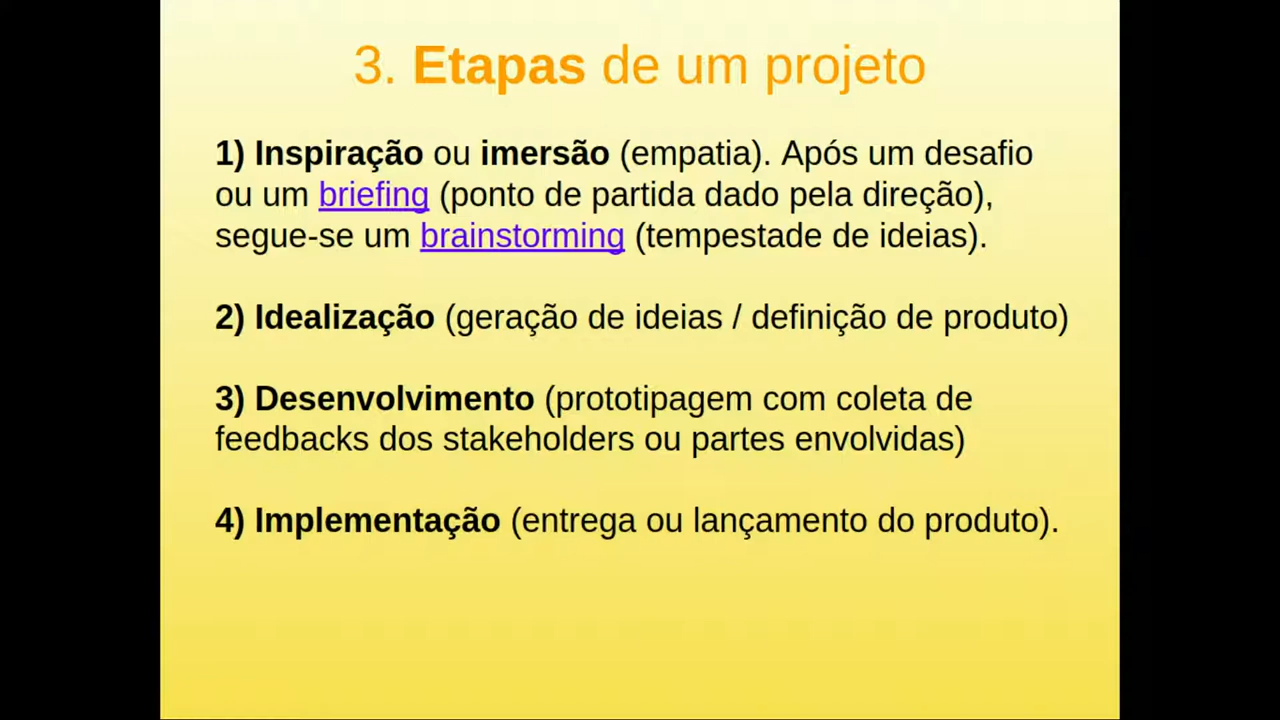 3. Etapas de um projeto
1) Inspiração ou imersão (empatia). Após um desafio
ou um briefing (ponto de partida dado pela direção),
segue-se um brainstorming (tempestade de ideias).
2) Idealização (geração de ideias / definição de produto)
3) Desenvolvimento (prototipagem com coleta de
feedbacks dos stakeholders ou partes envolvidas)
4) Implementação (entrega ou lançamento do produto).